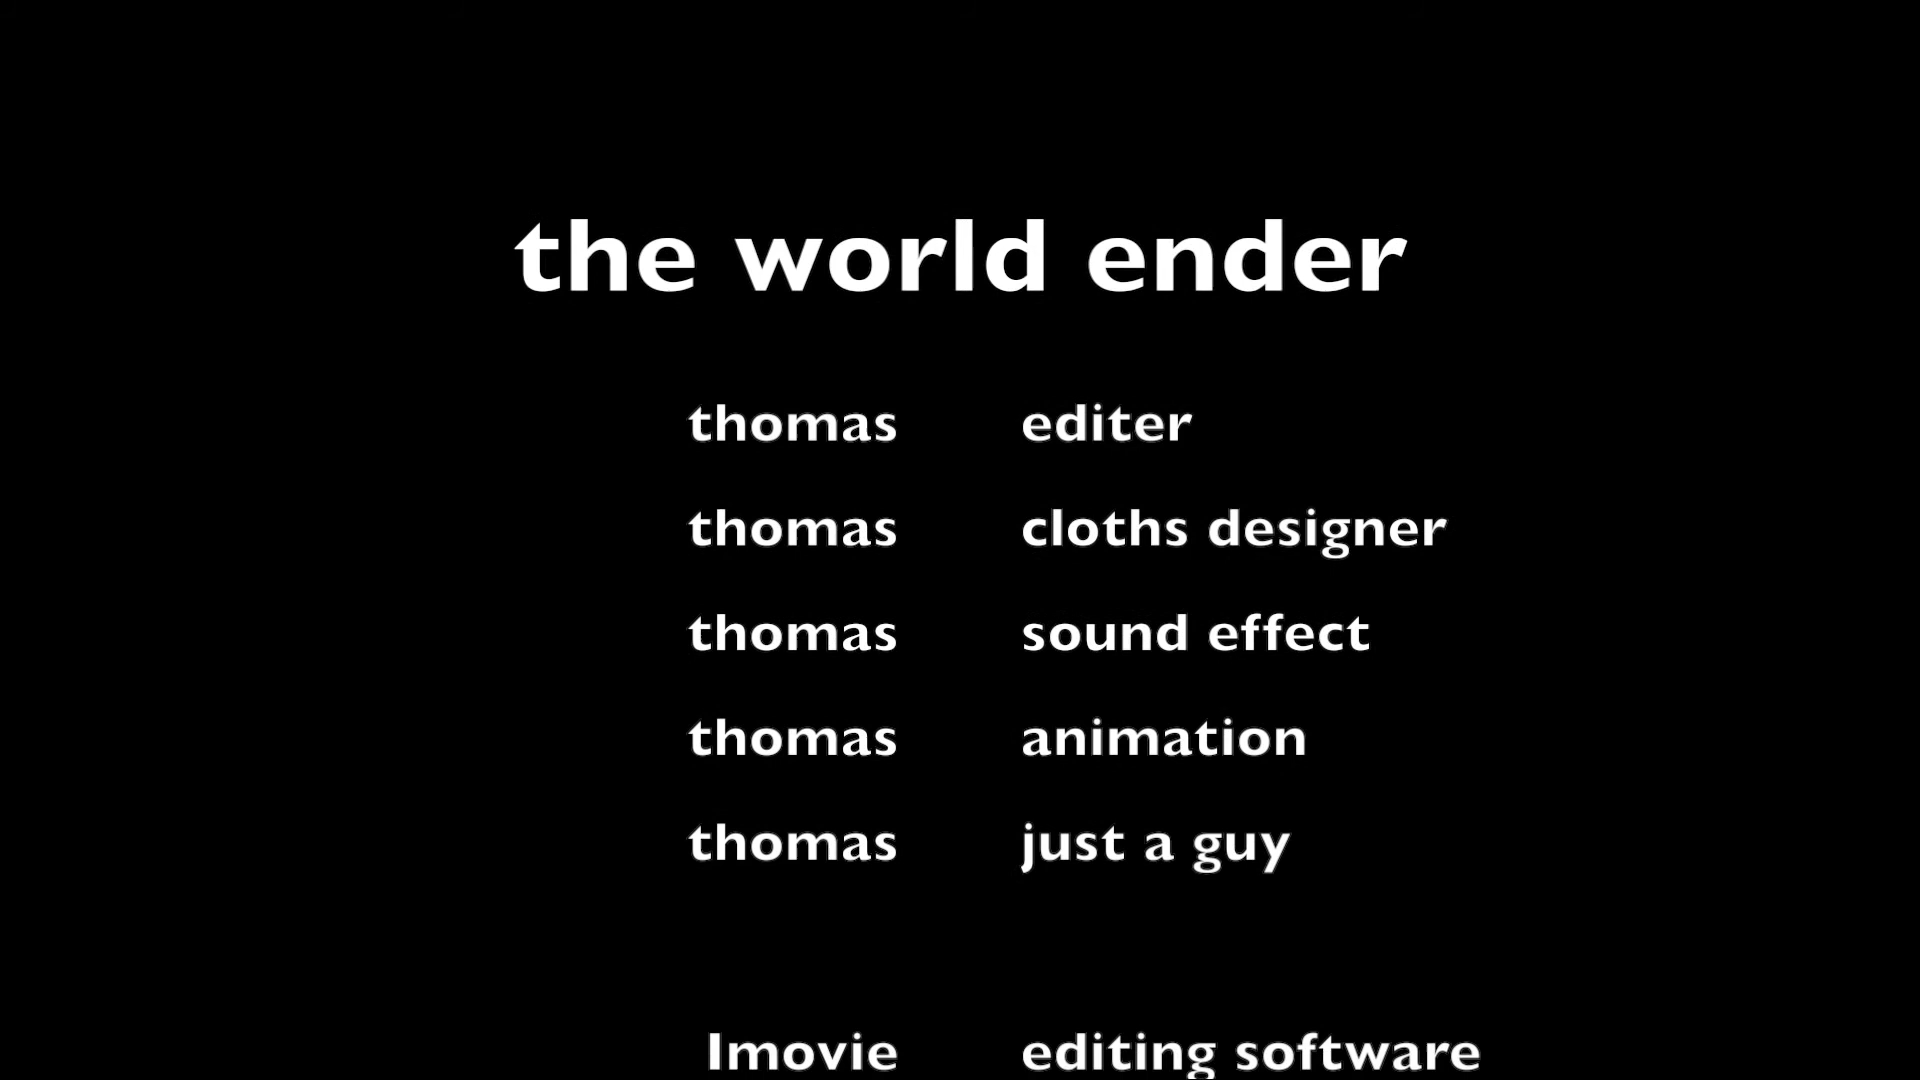 the world ender
thomas editer
thomas cloths designer
thomas sound effect
thomas animation
thomas just a guy
Imovie editing software